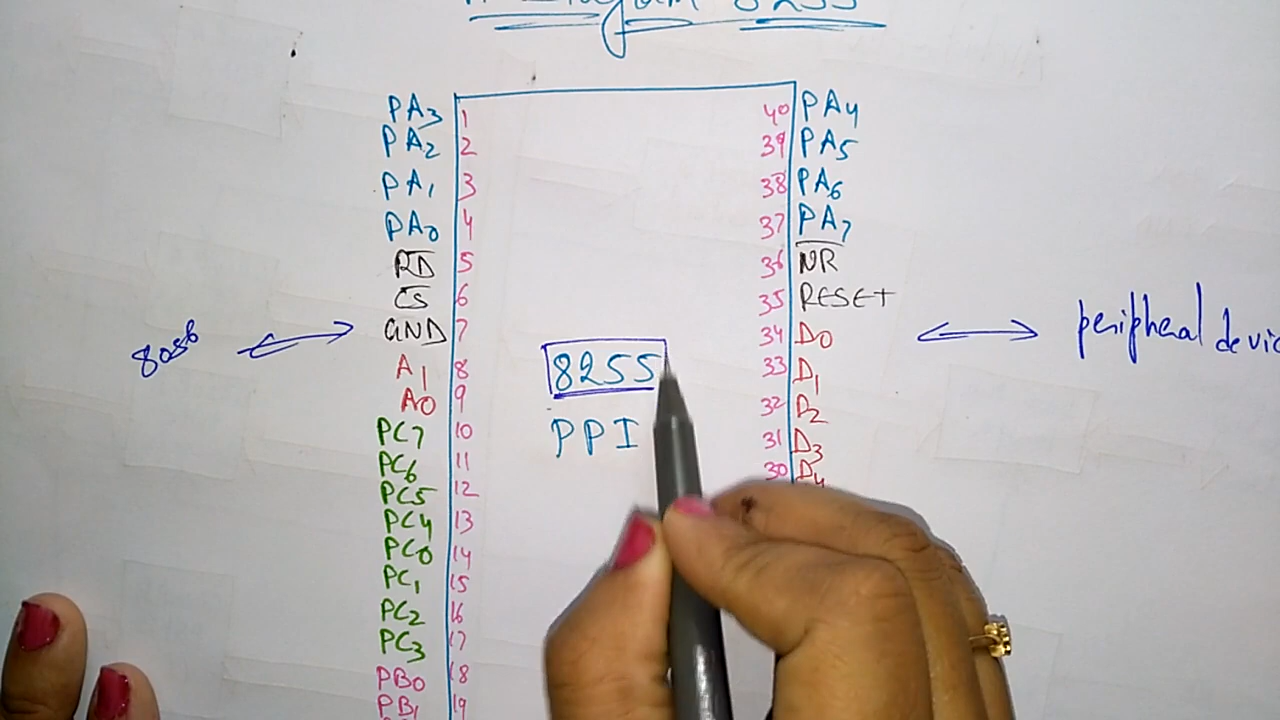 8255
PA3 1 40 PA4
PA2 2 39 PA5
PA1 3 38 PA6
PA0 4 37 PA7
RD 5 36 WR
CS 6 35 RESET
GND 7 34 D0
8086 peripheral devic
A1 8 33 D1
8255
A0 9 32 D2
PC7 10 31 D3
PPI
PC6 11 30 D4
PC5 12
PC4 13
PC0 14
PC1 15
PC2 16
PC3 17
PB0 18
PB1 19